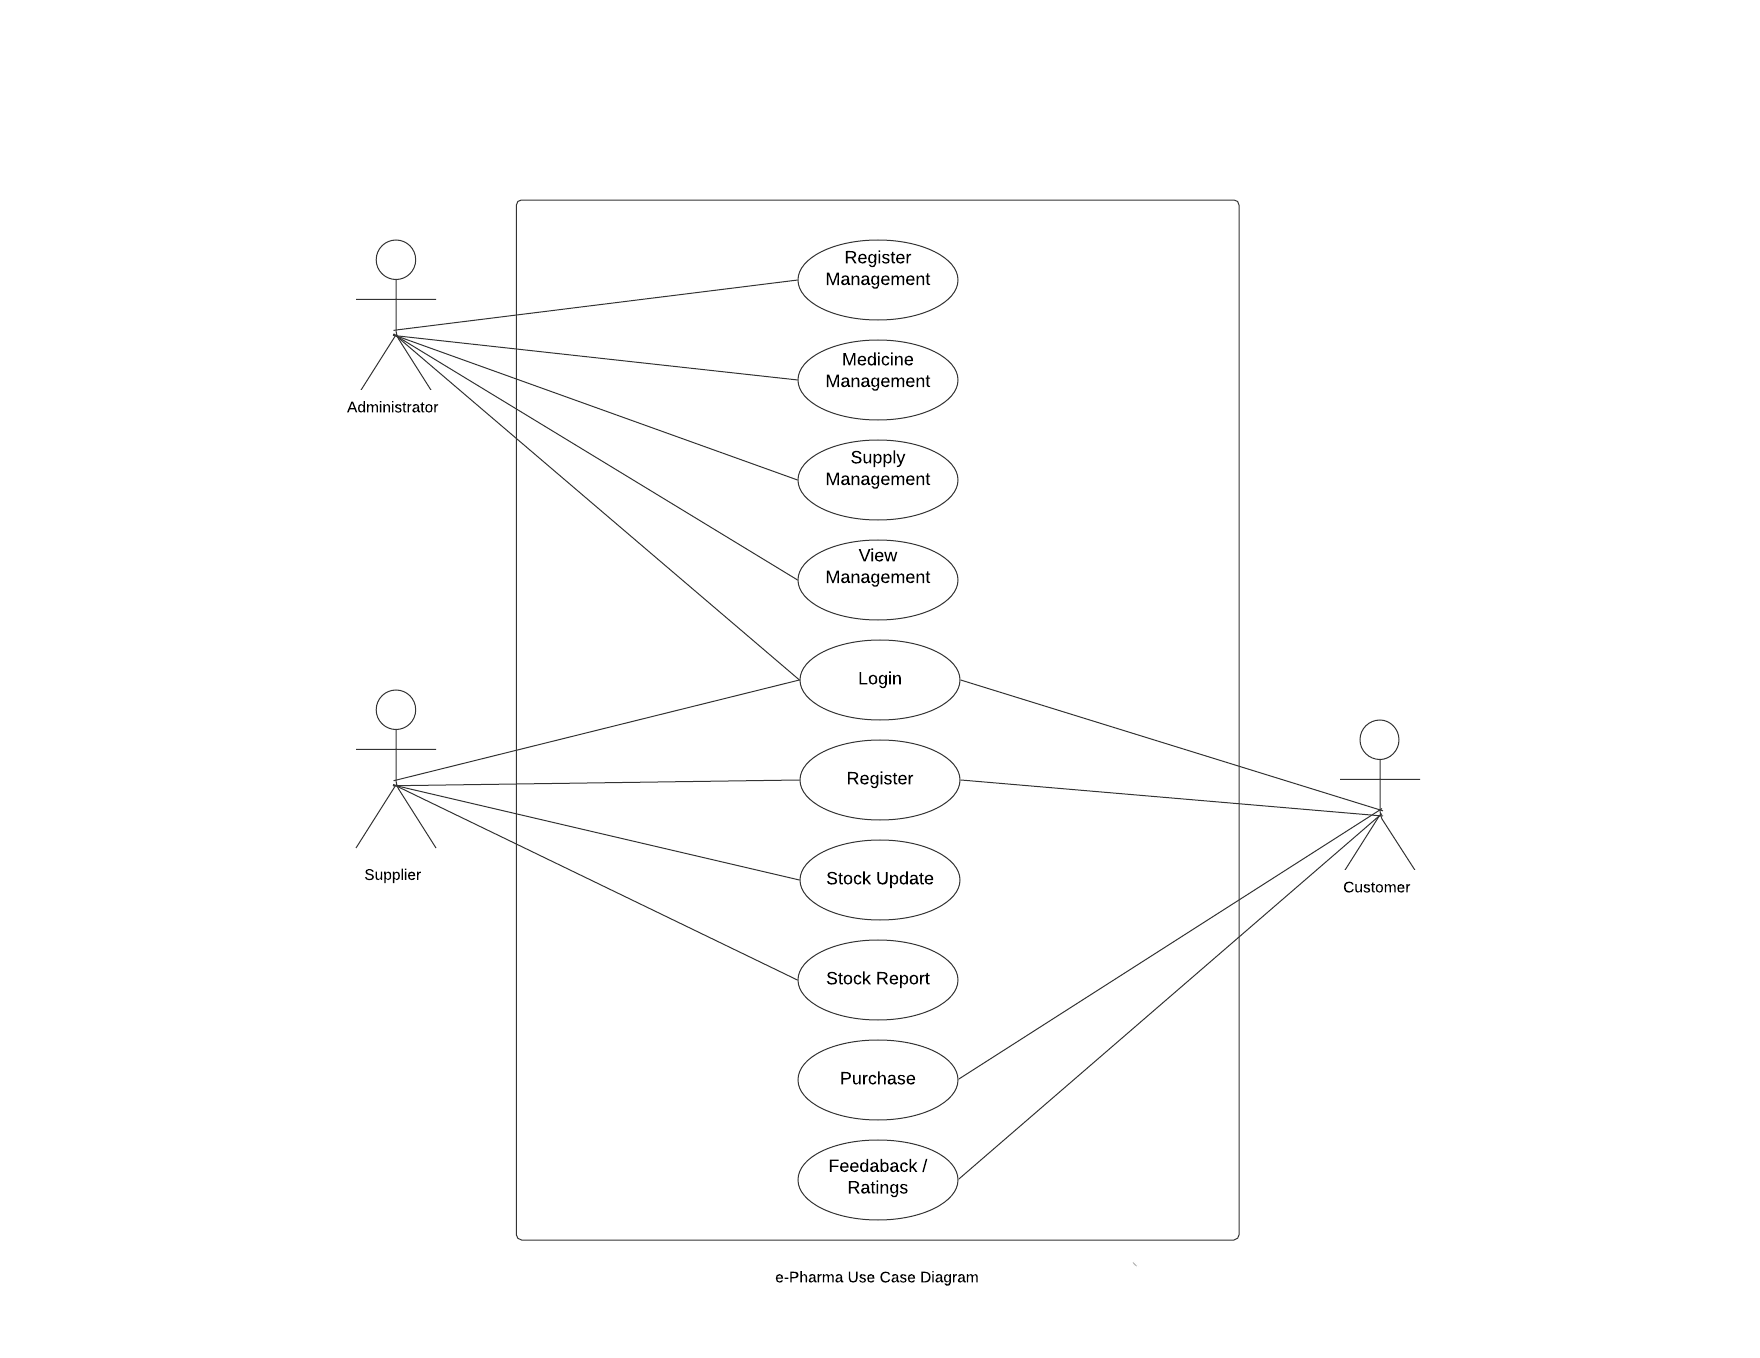 Register
Management
Administrator
Medicine
Management
Supply
Management
View
Management
Login
Register
Supplier
Stock Update
Customer
Stock Report
Purchase
Feedaback /
Ratings
e-Pharma Use Case Diagram
`